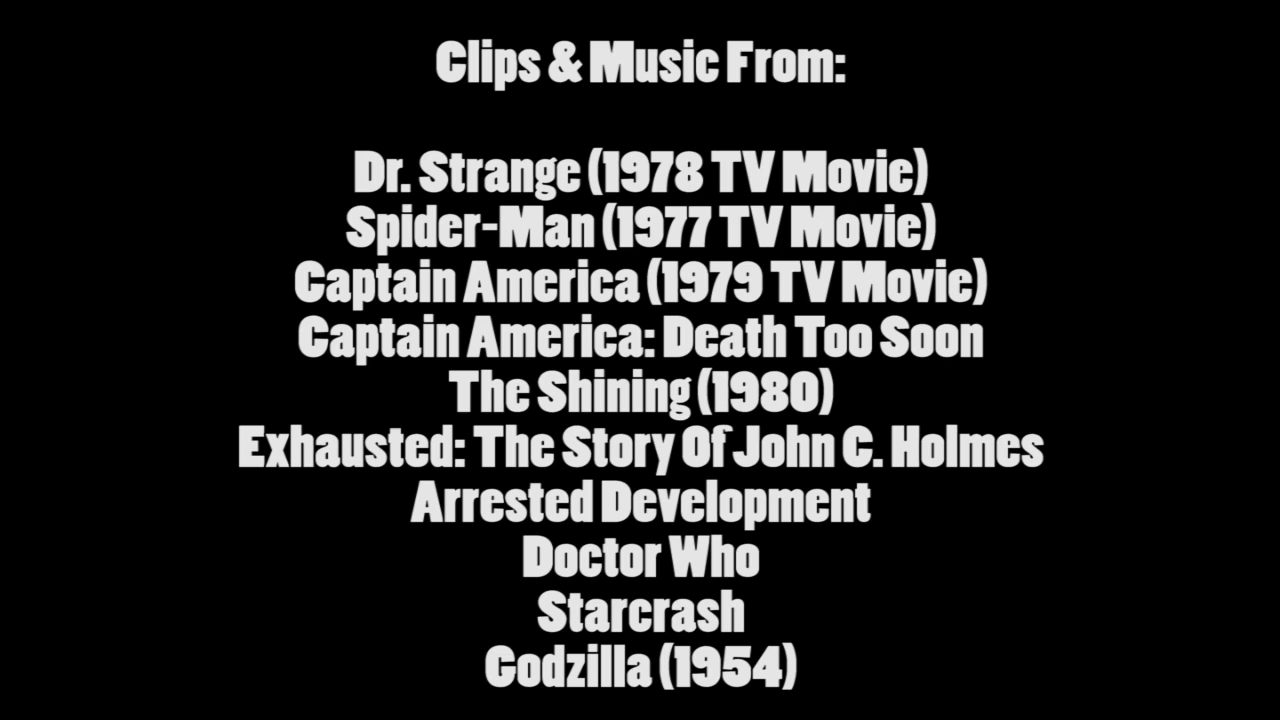 Clips & Music From:
Dr. Strange (1978 TV Movie)
Spider-Man (1977 TV Movie)
Captain America (1979 TV Movie)
Captain America: Death Too Soon
The Shining (1980)
Exhausted: The Story Of John C. Holmes
Arrested Development
Doctor Who
Starcrash
Godzilla (1954)